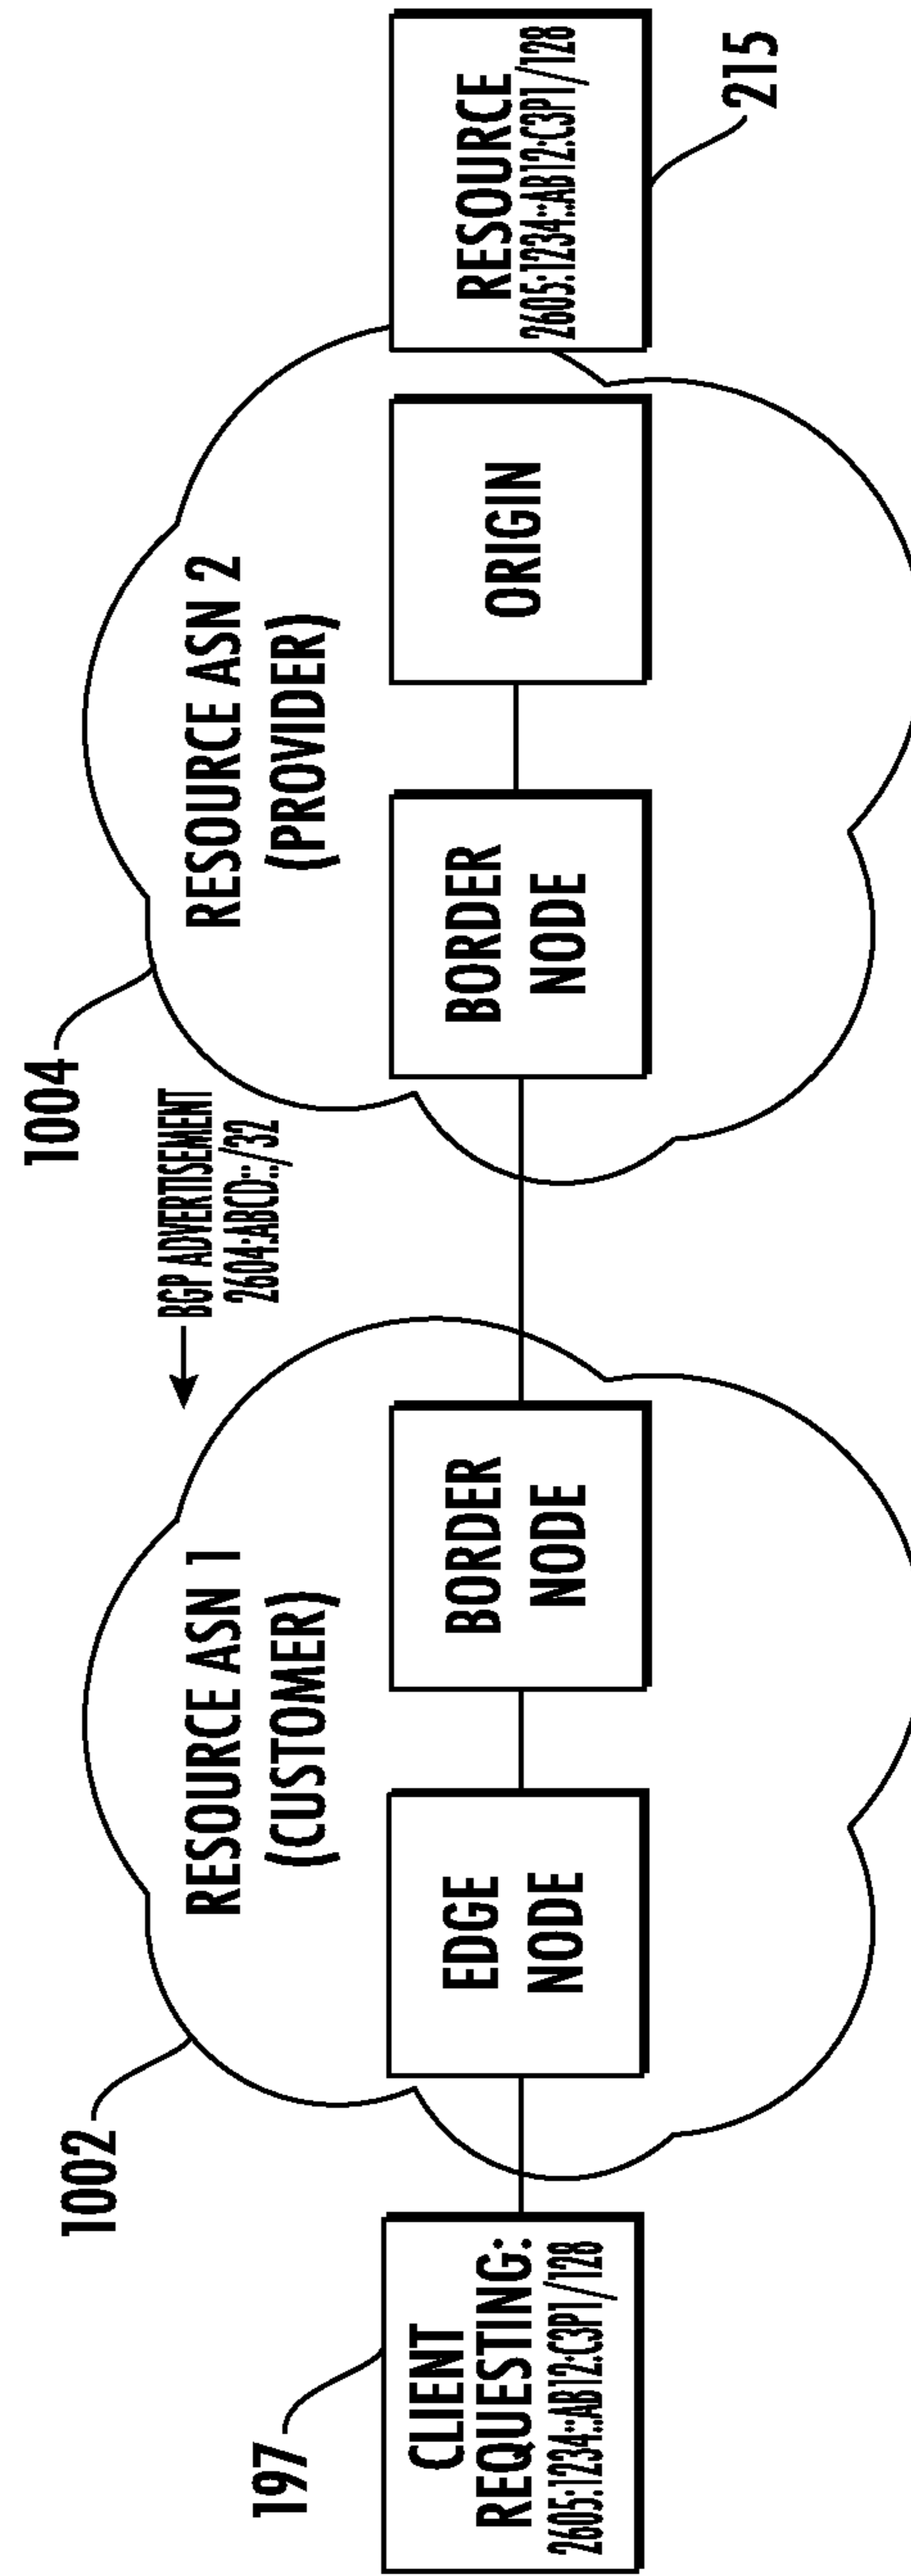 1002
1004
BGP ADVERTISEMENT
2604:ABCD::/32
RESOURCE ASN 1
(CUSTOMER)
RESOURCE ASN 2
(PROVIDER)
197
CLIENT
REQUESTING:
2605:1234::AB12:C3P1/128
EDGE
NODE
BORDER
NODE
BORDER
NODE
ORIGIN
RESOURCE
2605:1234::AB12:C3P1/128
215